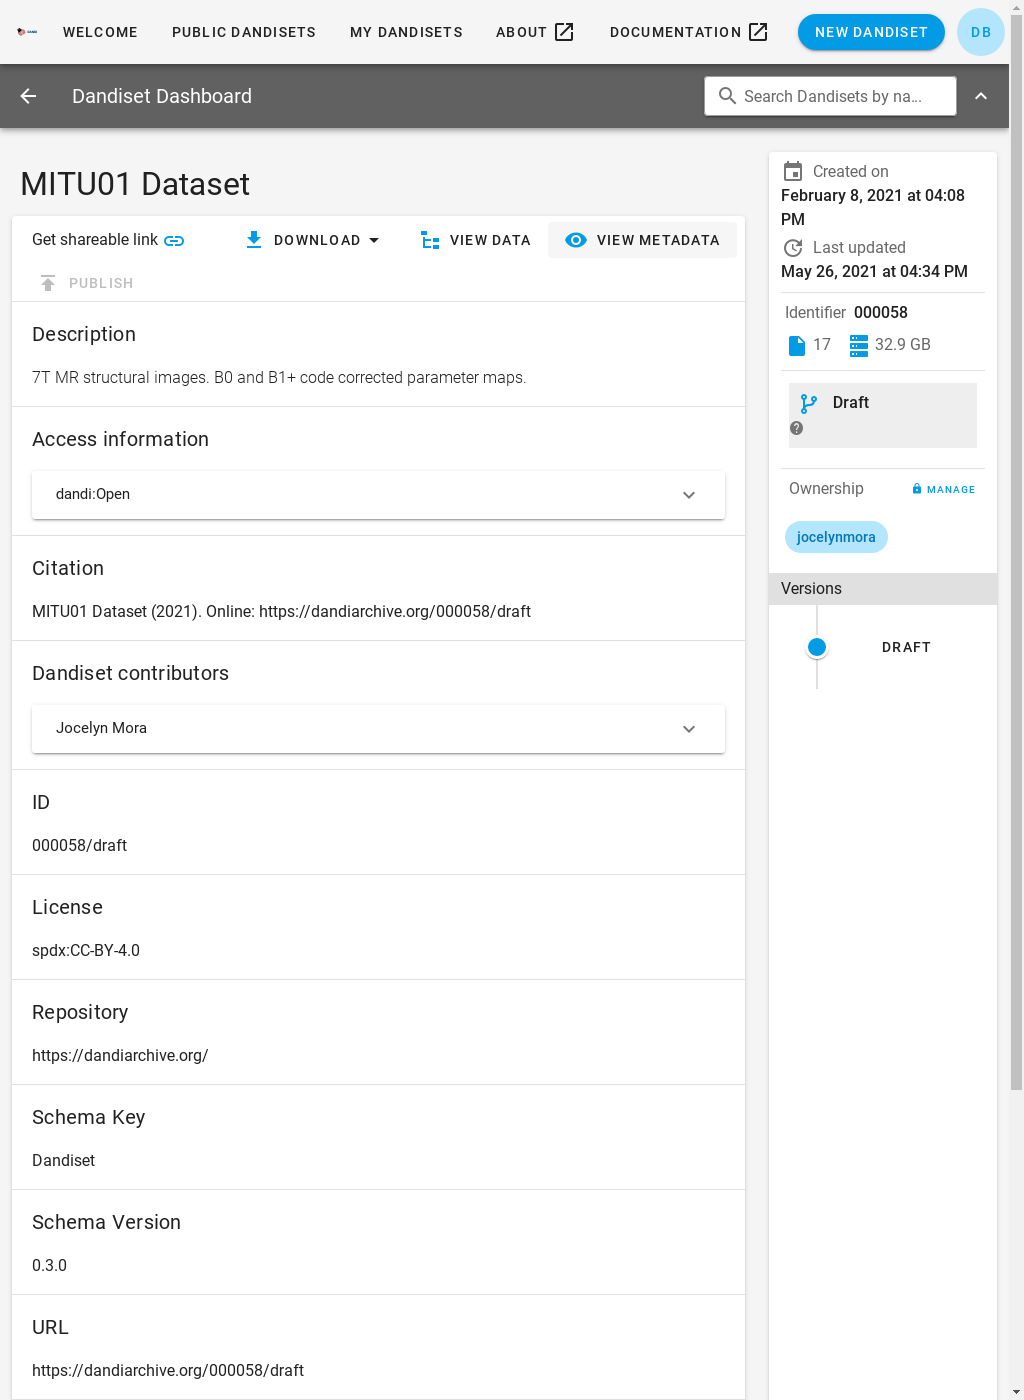 WELCOME PUBLIC DANDISETS MY DANDISETS ABOUT DOCUMENTATION NEW DANDISET DB
Dandiset Dashboard Search Dandisets by na...
MITU01 Dataset
Get shareable link DOWNLOAD VIEW DATA VIEW METADATA
PUBLISH
Description
7T MR structural images. B0 and B1+ code corrected parameter maps.
Access information
dandi:Open
Citation
MITU01 Dataset (2021). Online: https://dandiarchive.org/000058/draft
Dandiset contributors
Jocelyn Mora
ID
000058/draft
License
spdx:CC-BY-4.0
Repository
https://dandiarchive.org/
Schema Key
Dandiset
Schema Version
0.3.0
URL
https://dandiarchive.org/000058/draft
Created on
February 8, 2021 at 04:08
PM
Last updated
May 26, 2021 at 04:34 PM
Identifier 000058
17 32.9 GB
Draft
Ownership MANAGE
jocelynmora
Versions
DRAFT